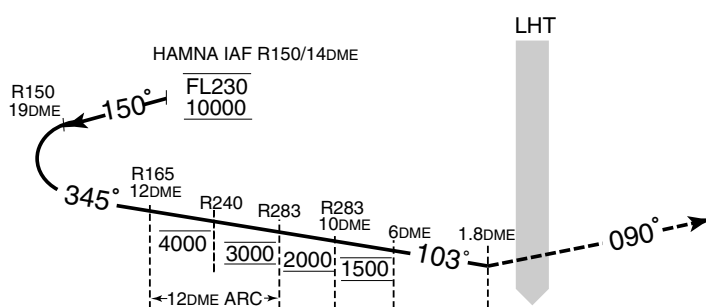 LHT
HAMNA IAF R150/14DME
FL230
10000
R150
19DME
150°
345°
R165
12DME
R240
R283
R283
10DME
6DME
1.8DME
103°
090°
4000
3000
2000
1500
12DME ARC